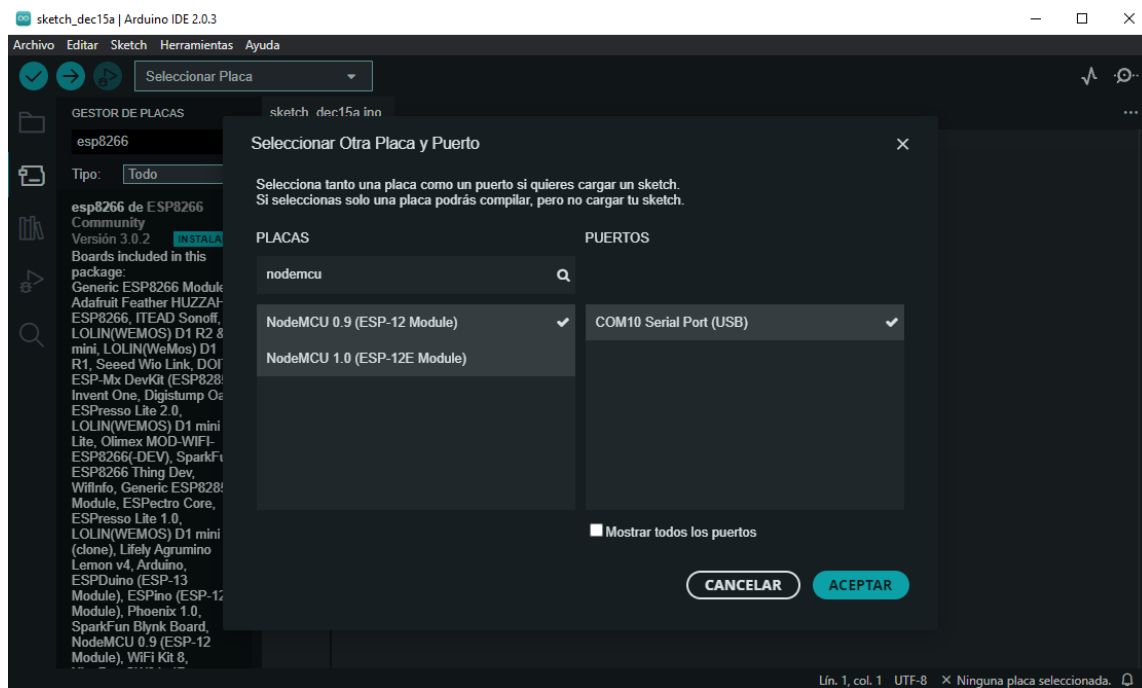 sketch_dec15a | Arduino IDE 2.0.3
Archivo Editar Sketch Herramientas Ayuda
Seleccionar Placa
GESTOR DE PLACAS
sketch_dec15a.ino
esp8266
Tipo: Todo
esp8266 de ESP8266
Community
Versión 3.0.2 INSTALA
Boards included in this
package:
Generic ESP8266 Module
Adafruit Feather HUZZAH
ESP8266, ITEAD Sonoff,
LOLIN(WEMOS) D1 R2 &
mini, LOLIN(WeMos) D1
R1, Seeed Wio Link, DOI
ESP-Mx DevKit (ESP828
Invent One, Digistump Oa
ESPresso Lite 2.0,
LOLIN(WEMOS) D1 mini
Lite, Olimex MOD-WIFI-
ESP8266(-DEV), SparkFu
ESP8266 Thing Dev,
WifInfo, Generic ESP828
Module, ESPectro Core,
ESPresso Lite 1.0,
LOLIN(WEMOS) D1 mini
(clone), Lifely Agrumino
Lemon v4, Arduino,
ESPDuino (ESP-13
Module), ESPino (ESP-12
Module), Phoenix 1.0,
SparkFun Blynk Board,
NodeMCU 0.9 (ESP-12
Module), WiFi Kit 8,
Seleccionar Otra Placa y Puerto
Selecciona tanto una placa como un puerto si quieres cargar un sketch.
Si seleccionas solo una placa podrás compilar, pero no cargar tu sketch.
PLACAS
PUERTOS
nodemcu
NodeMCU 0.9 (ESP-12 Module)
COM10 Serial Port (USB)
NodeMCU 1.0 (ESP-12E Module)
Mostrar todos los puertos
CANCELAR ACEPTAR
Lín. 1, col. 1 UTF-8 Ninguna placa seleccionada.